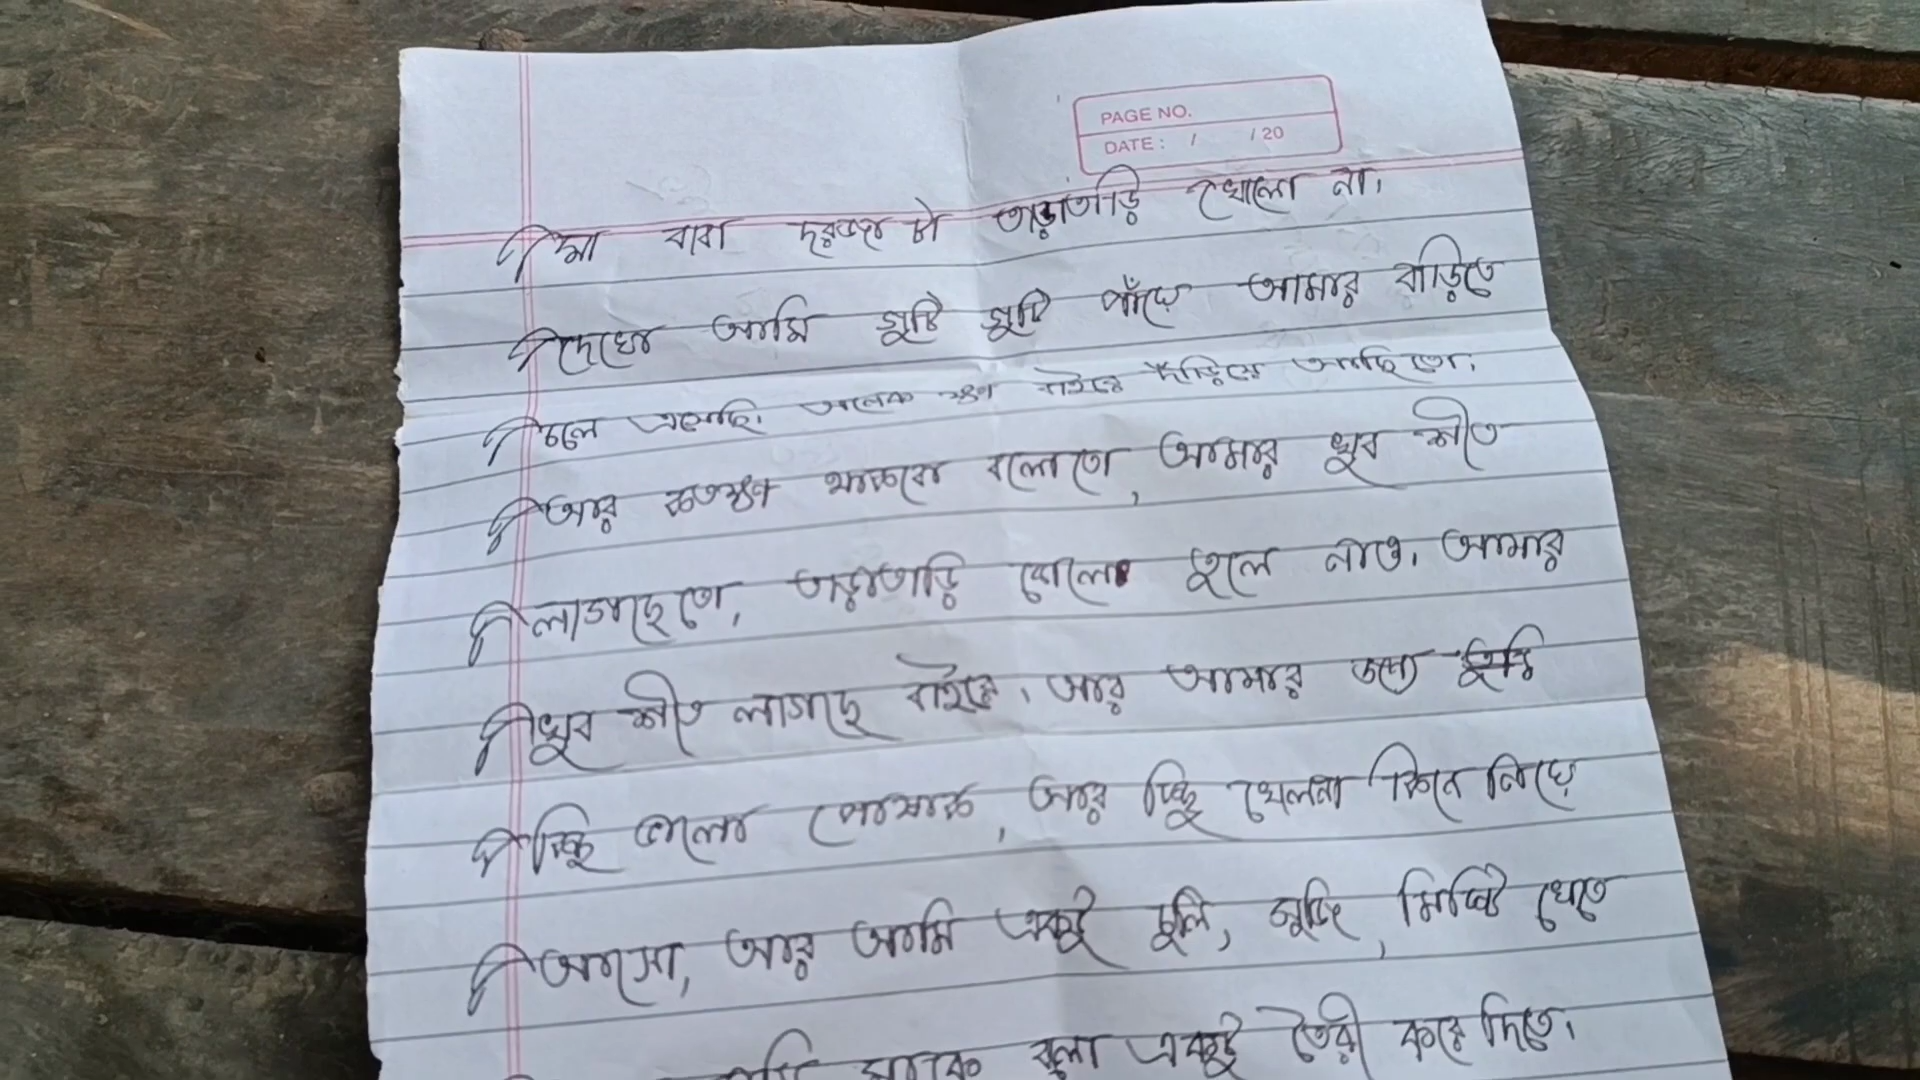 PAGE NO.
DATE: / /20
মা বাবা দরজা টা তাড়াতাড়ি খোলো না।
দেখো আমি গুটি গুটি পাঁয়ে আমার বাড়িতে
চলে এসেছি। অনেক ক্ষণ বাইরে দাঁড়িয়ে আছিতো।
আর কতক্ষণ থাকবো বলোতো, আমার খুব শীত
লাগছেতো, তাড়াতাড়ি কোলে তুলে নাও। আমার
খুব শীত লাগছে বাইরে। আর আমার জন্য তুমি
কিছু ভালো পোষাক, আর কিছু খেলনা কিনে নিয়ে
আসো, আর আমি একটু চুলি, সুজি, মিষ্টি খেতে
মাকে বলো একটু তৈরী করে দিতে।